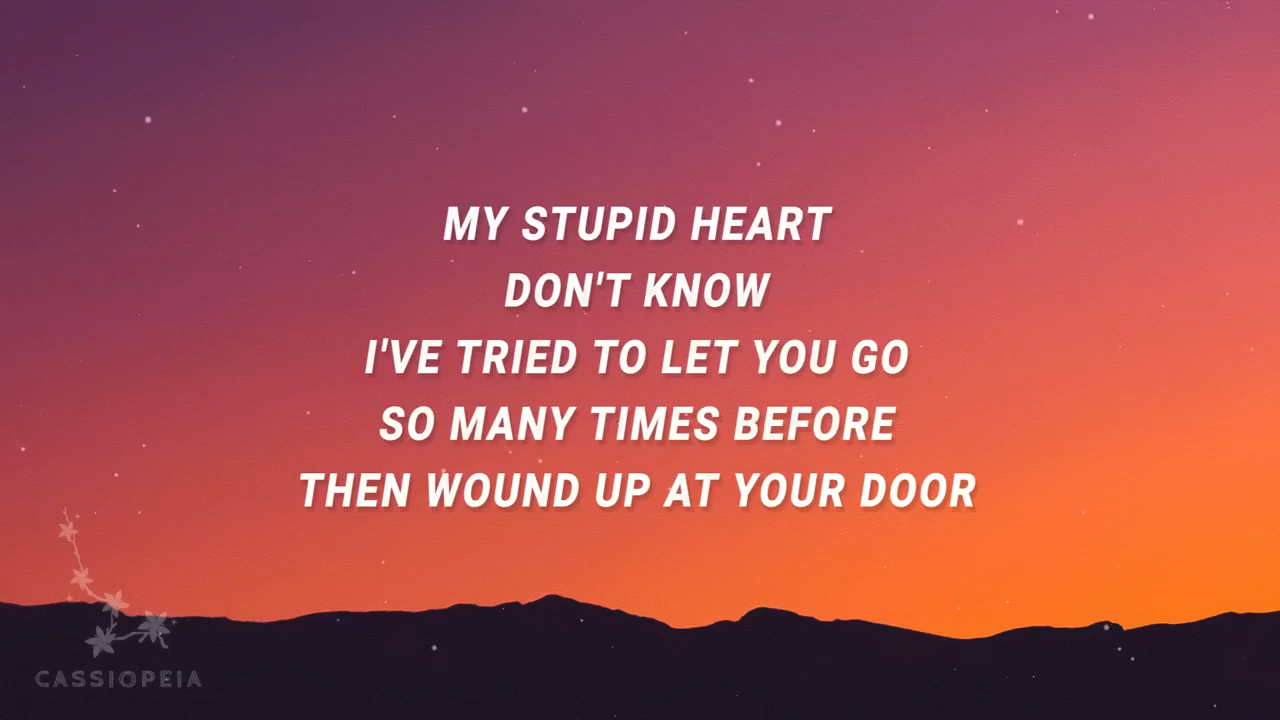 MY STUPID HEART
DON'T KNOW
I'VE TRIED TO LET YOU GO
SO MANY TIMES BEFORE
THEN WOUND UP AT YOUR DOOR
CASSIOPEIA